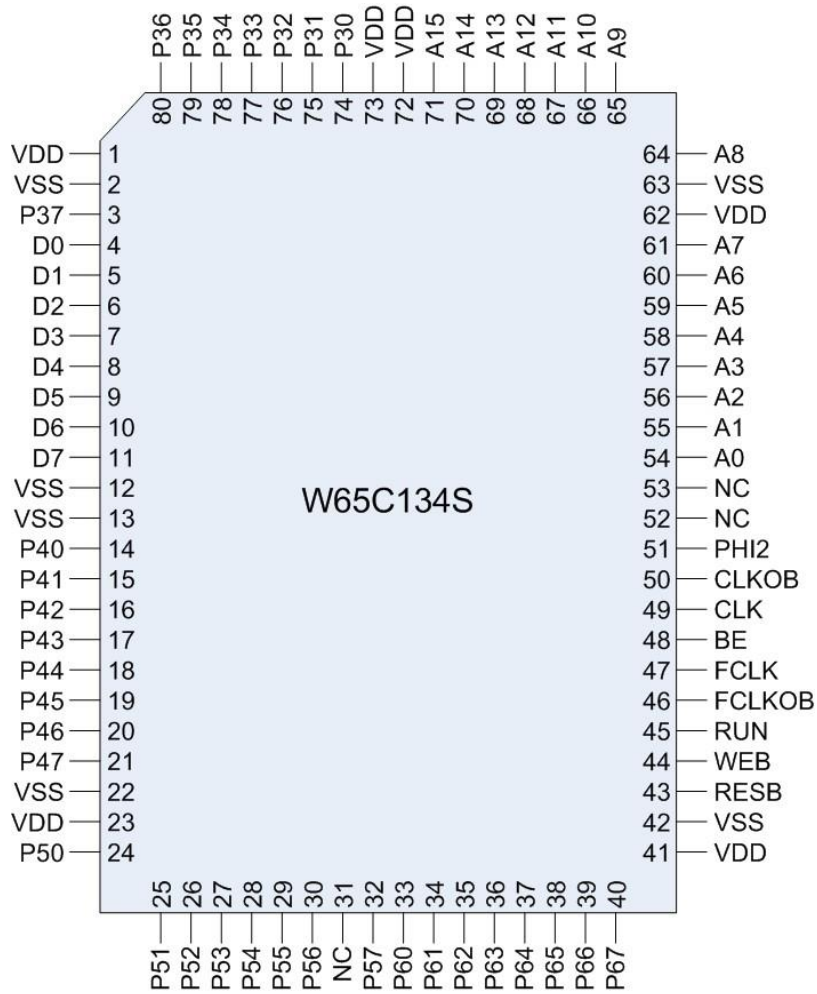 P36 P35 P34 P33 P32 P31 P30 VDD VDD A15 A14 A13 A12 A11 A10 A9
80 79 78 77 76 75 74 73 72 71 70 69 68 67 66 65
VDD 1 64 A8
VSS 2 63 VSS
P37 3 62 VDD
D0 4 61 A7
D1 5 60 A6
D2 6 59 A5
D3 7 58 A4
D4 8 57 A3
D5 9 56 A2
D6 10 55 A1
D7 11 54 A0
VSS 12 53 NC
W65C134S
VSS 13 52 NC
P40 14 51 PHI2
P41 15 50 CLKOB
P42 16 49 CLK
P43 17 48 BE
P44 18 47 FCLK
P45 19 46 FCLKOB
P46 20 45 RUN
P47 21 44 WEB
VSS 22 43 RESB
VDD 23 42 VSS
P50 24 41 VDD
25 26 27 28 29 30 31 32 33 34 35 36 37 38 39 40
P51 P52 P53 P54 P55 P56 NC P57 P60 P61 P62 P63 P64 P65 P66 P67